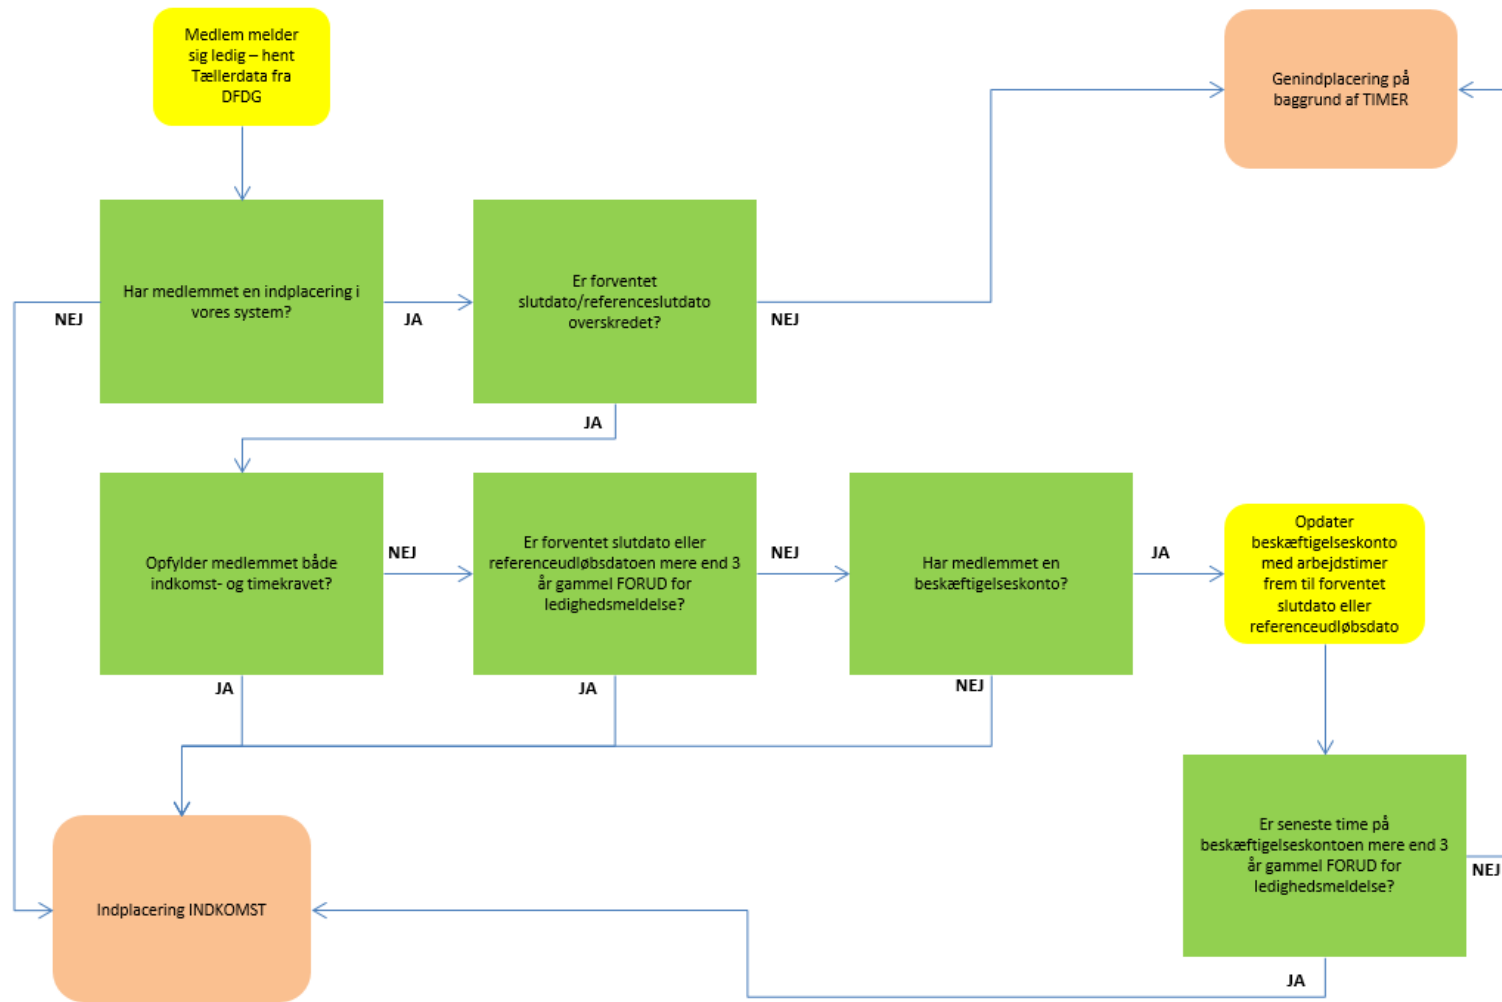 Medlem melder
sig ledig – hent
Tællerdata fra
DFDG
Genindplacering på
baggrund af TIMER
Har medlemmet en indplacering i
vores system?
NEJ
JA
Er forventet
slutdato/referenceslutdato
overskredet?
NEJ
JA
Opfylder medlemmet både
indkomst- og timekravet?
NEJ
JA
Er forventet slutdato eller
referenceudløbsdatoen mere end 3
år gammel FORUD for
ledighedsmeldelse?
NEJ
JA
Har medlemmet en
beskæftigelseskonto?
JA
NEJ
Opdater
beskæftigelseskonto
med arbejdstimer
frem til forventet
slutdato eller
referenceudløbsdato
Er seneste time på
beskæftigelseskontoen mere end 3
år gammel FORUD for
ledighedsmeldelse?
NEJ
JA
Indplacering INDKOMST